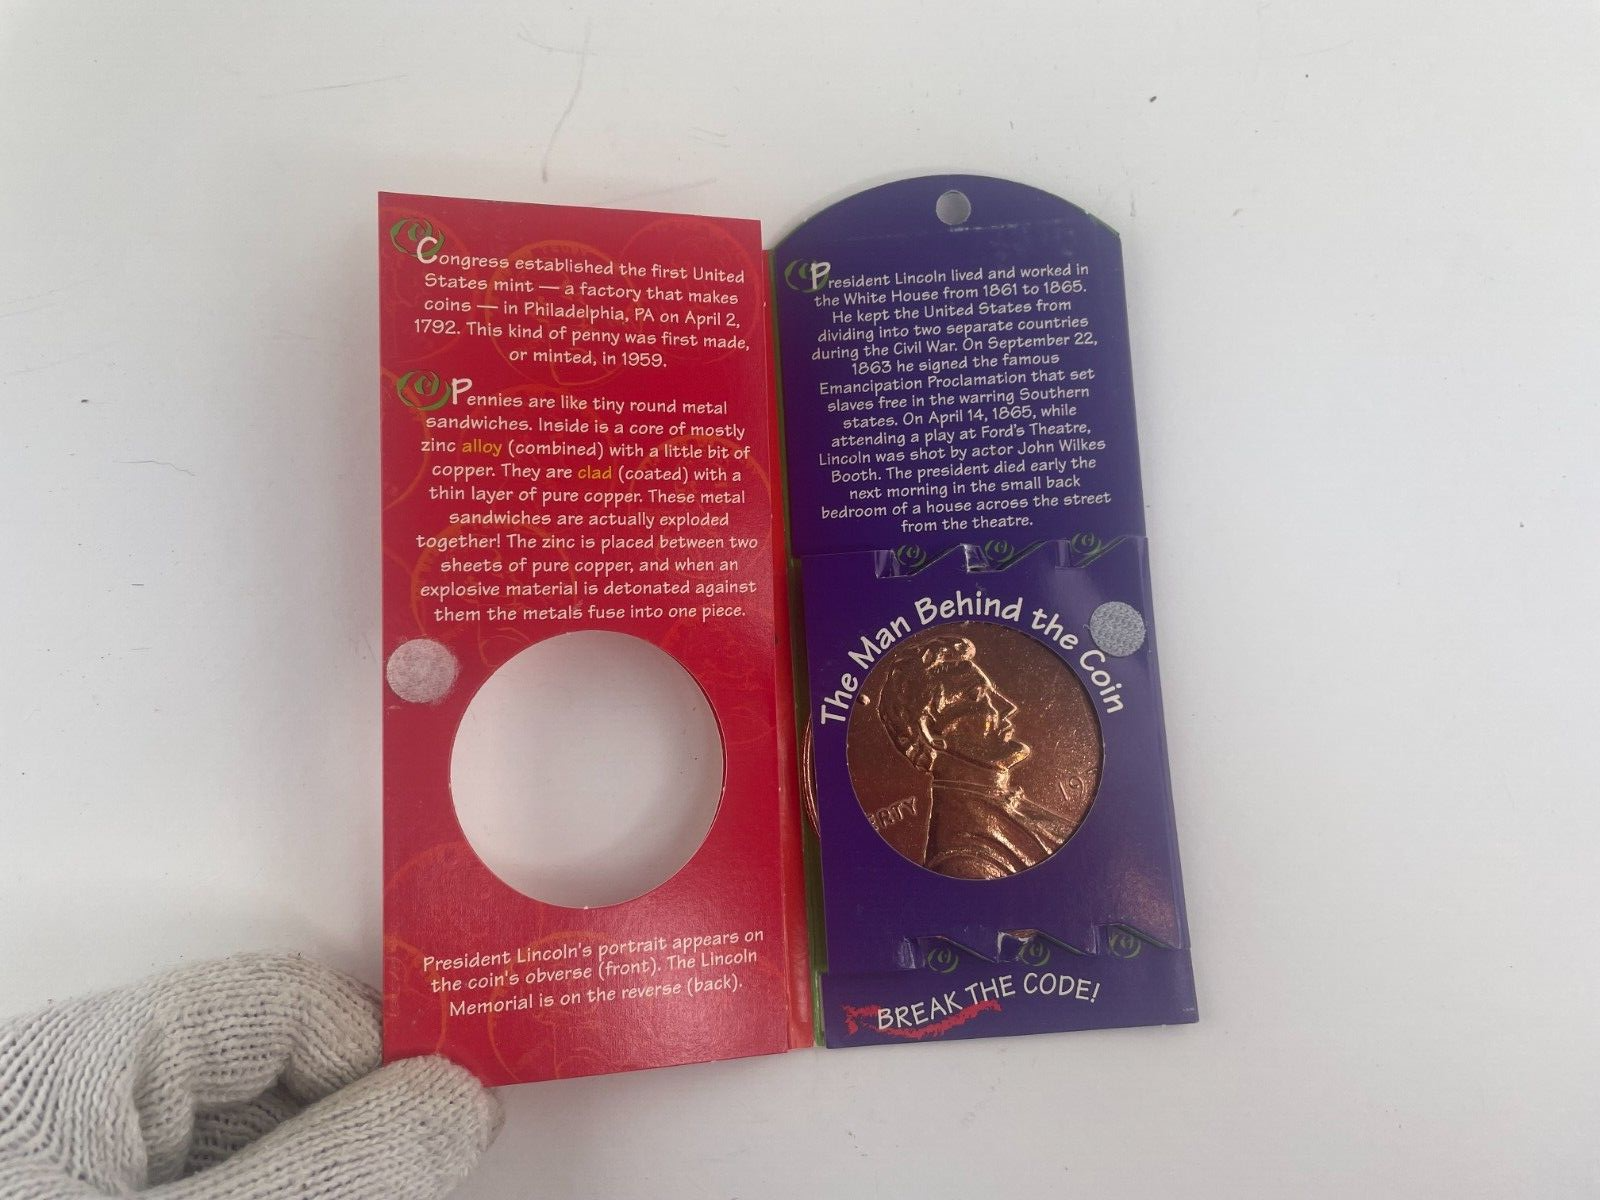 Congress established the first United
States mint — a factory that makes
coins — in Philadelphia, PA on April 2,
1792. This kind of penny was first made,
or minted, in 1959.
Pennies are like tiny round metal
sandwiches. Inside is a core of mostly
zinc alloy (combined) with a little bit of
copper. They are clad (coated) with a
thin layer of pure copper. These metal
sandwiches are actually exploded
together! The zinc is placed between two
sheets of pure copper, and when an
explosive material is detonated against
them the metals fuse into one piece.
President Lincoln's portrait appears on
the coin's obverse (front). The Lincoln
Memorial is on the reverse (back).
President Lincoln lived and worked in
the White House from 1861 to 1865.
He kept the United States from
dividing into two separate countries
during the Civil War. On September 22,
1863 he signed the famous
Emancipation Proclamation that set
slaves free in the warring Southern
states. On April 14, 1865, while
attending a play at Ford's Theatre,
Lincoln was shot by actor John Wilkes
Booth. The president died early the
next morning in the small back
bedroom of a house across the street
from the theatre.
The Man Behind the Coin
ERTY
19
BREAK THE CODE!